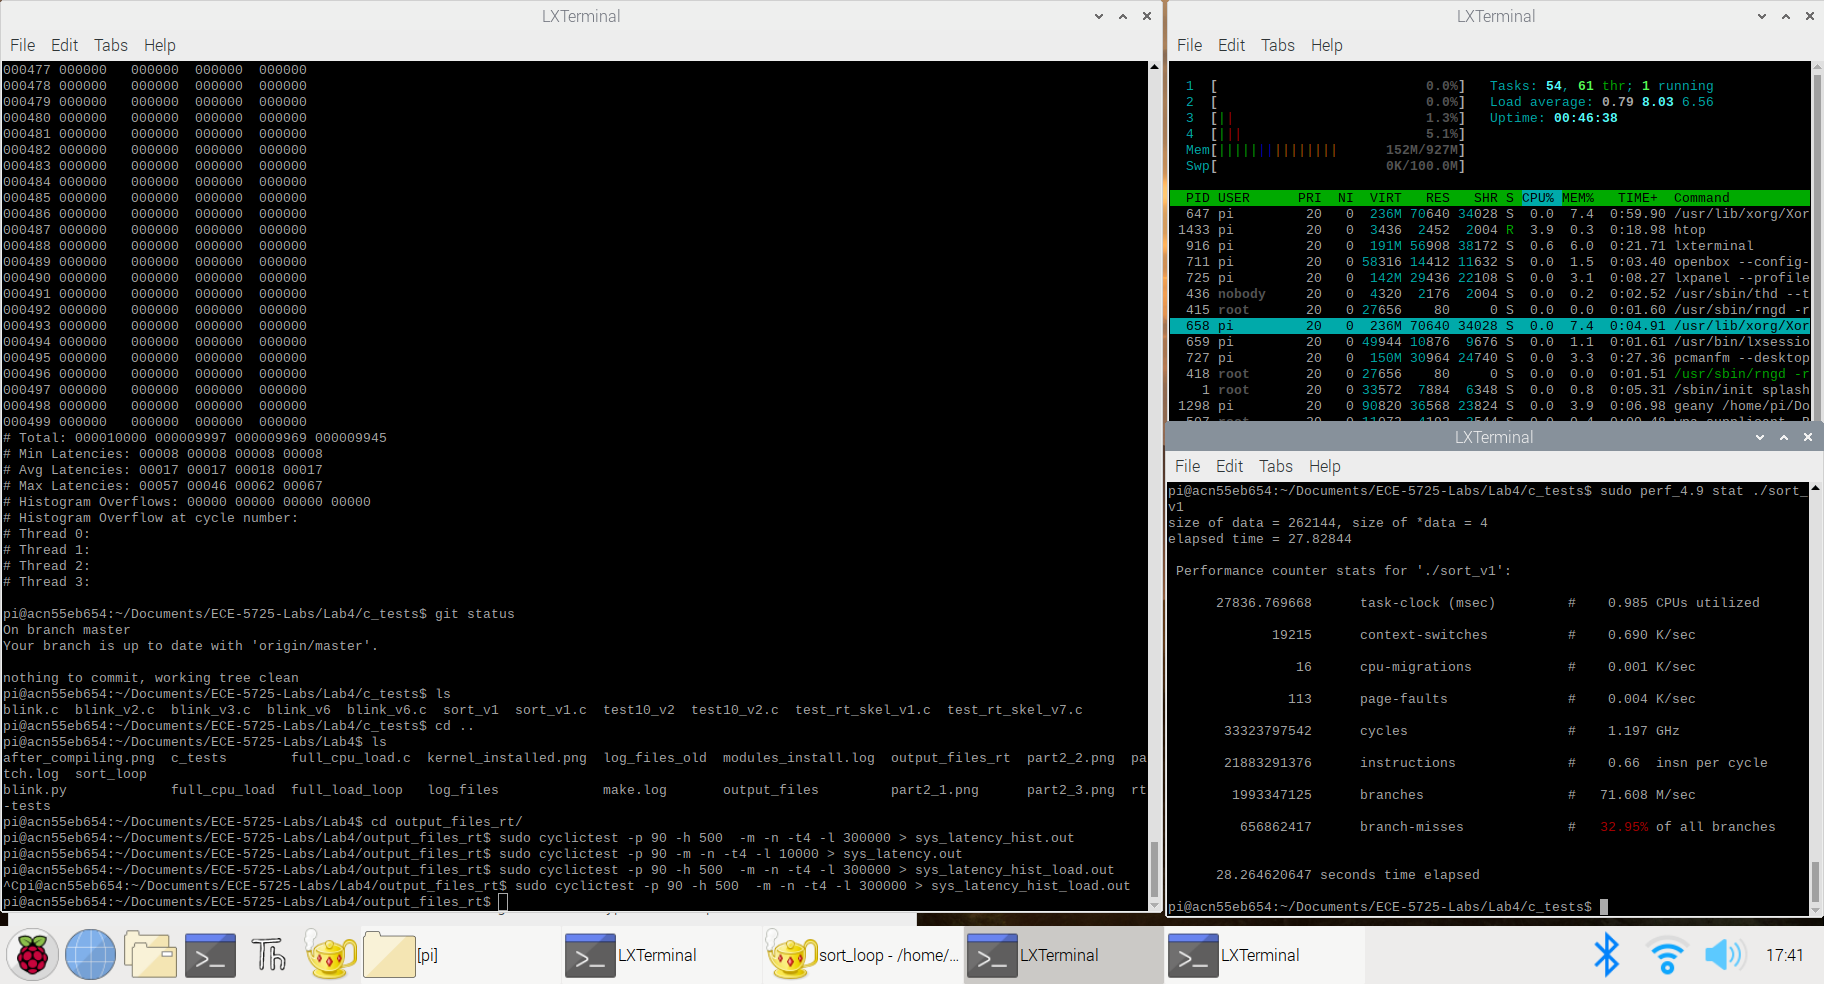 LXTerminal
File Edit Tabs Help
000477 000000   000000  000000  000000
000478 000000   000000  000000  000000
000479 000000   000000  000000  000000
000480 000000   000000  000000  000000
000481 000000   000000  000000  000000
000482 000000   000000  000000  000000
000483 000000   000000  000000  000000
000484 000000   000000  000000  000000
000485 000000   000000  000000  000000
000486 000000   000000  000000  000000
000487 000000   000000  000000  000000
000488 000000   000000  000000  000000
000489 000000   000000  000000  000000
000490 000000   000000  000000  000000
000491 000000   000000  000000  000000
000492 000000   000000  000000  000000
000493 000000   000000  000000  000000
000494 000000   000000  000000  000000
000495 000000   000000  000000  000000
000496 000000   000000  000000  000000
000497 000000   000000  000000  000000
000498 000000   000000  000000  000000
000499 000000   000000  000000  000000
# Total: 000010000 000009997 000009969 000009945
# Min Latencies: 00008 00008 00008 00008
# Avg Latencies: 00017 00017 00018 00017
# Max Latencies: 00057 00046 00062 00067
# Histogram Overflows: 00000 00000 00000 00000
# Histogram Overflow at cycle number:
# Thread 0:
# Thread 1:
# Thread 2:
# Thread 3:
pi@acn55eb654:~/Documents/ECE-5725-Labs/Lab4/c_tests$ git status
On branch master
Your branch is up to date with 'origin/master'.
nothing to commit, working tree clean
pi@acn55eb654:~/Documents/ECE-5725-Labs/Lab4/c_tests$ ls
blink.c  blink_v2.c  blink_v3.c  blink_v6  blink_v6.c  sort_v1  sort_v1.c  test10_v2  test10_v2.c  test_rt_skel_v1.c  test_rt_skel_v7.c
pi@acn55eb654:~/Documents/ECE-5725-Labs/Lab4/c_tests$ cd ..
pi@acn55eb654:~/Documents/ECE-5725-Labs/Lab4$ ls
after_compiling.png  c_tests        full_cpu_load.c  kernel_installed.png  log_files_old  modules_install.log  output_files_rt  part2_2.png  pa
tch.log  sort_loop
blink.py             full_cpu_load  full_load_loop   log_files             make.log       output_files         part2_1.png      part2_3.png  rt
-tests
pi@acn55eb654:~/Documents/ECE-5725-Labs/Lab4$ cd output_files_rt/
pi@acn55eb654:~/Documents/ECE-5725-Labs/Lab4/output_files_rt$ sudo cyclictest -p 90 -h 500  -m -n -t4 -l 300000 > sys_latency_hist.out
pi@acn55eb654:~/Documents/ECE-5725-Labs/Lab4/output_files_rt$ sudo cyclictest -p 90 -m -n -t4 -l 10000 > sys_latency.out
pi@acn55eb654:~/Documents/ECE-5725-Labs/Lab4/output_files_rt$ sudo cyclictest -p 90 -h 500  -m -n -t4 -l 300000 > sys_latency_hist_load.out
^Cpi@acn55eb654:~/Documents/ECE-5725-Labs/Lab4/output_files_rt$ sudo cyclictest -p 90 -h 500  -m -n -t4 -l 300000 > sys_latency_hist_load.out
pi@acn55eb654:~/Documents/ECE-5725-Labs/Lab4/output_files_rt$
LXTerminal
File Edit Tabs Help
1 [ 0.0%] Tasks: 54, 61 thr; 1 running
2 [ 0.0%] Load average: 0.79 8.03 6.56
3 [|| 1.3%] Uptime: 00:46:38
4 [||| 5.1%]
Mem[||||||||||||||| 152M/927M]
Swp[ 0K/100.0M]
PID USER PRI NI VIRT RES SHR S CPU% MEM% TIME+ Command
647 pi 20 0 236M 70640 34028 S 0.0 7.4 0:59.90 /usr/lib/xorg/Xor
1433 pi 20 0 3436 2452 2004 R 3.9 0.3 0:18.98 htop
916 pi 20 0 191M 56908 38172 S 0.6 6.0 0:21.71 lxterminal
711 pi 20 0 58316 14412 11632 S 0.0 1.5 0:03.40 openbox --config-
725 pi 20 0 142M 29436 22108 S 0.0 3.1 0:08.27 lxpanel --profile
436 nobody 20 0 4320 2176 2004 S 0.0 0.2 0:02.52 /usr/sbin/thd --t
415 root 20 0 27656 80 0 S 0.0 0.0 0:01.60 /usr/sbin/rngd -r
658 pi 20 0 236M 70640 34028 S 0.0 7.4 0:04.91 /usr/lib/xorg/Xor
659 pi 20 0 49944 10876 9676 S 0.0 1.1 0:01.61 /usr/bin/lxsessio
727 pi 20 0 150M 30964 24740 S 0.0 3.3 0:27.36 pcmanfm --desktop
418 root 20 0 27656 80 0 S 0.0 0.0 0:01.51 /usr/sbin/rngd -r
1 root 20 0 33572 7884 6348 S 0.0 0.8 0:05.31 /sbin/init splash
1298 pi 20 0 90820 36568 23824 S 0.0 3.9 0:06.98 geany /home/pi/Do
LXTerminal
File Edit Tabs Help
pi@acn55eb654:~/Documents/ECE-5725-Labs/Lab4/c_tests$ sudo perf_4.9 stat ./sort_
v1
size of data = 262144, size of *data = 4
elapsed time = 27.82844
Performance counter stats for './sort_v1':
27836.769668 task-clock (msec) # 0.985 CPUs utilized
19215 context-switches # 0.690 K/sec
16 cpu-migrations # 0.001 K/sec
113 page-faults # 0.004 K/sec
33323797542 cycles # 1.197 GHz
21883291376 instructions # 0.66 insn per cycle
1993347125 branches # 71.608 M/sec
656862417 branch-misses # 32.95% of all branches
28.264620647 seconds time elapsed
pi@acn55eb654:~/Documents/ECE-5725-Labs/Lab4/c_tests$
Th [pi] LXTerminal sort_loop - /home/... LXTerminal LXTerminal 17:41